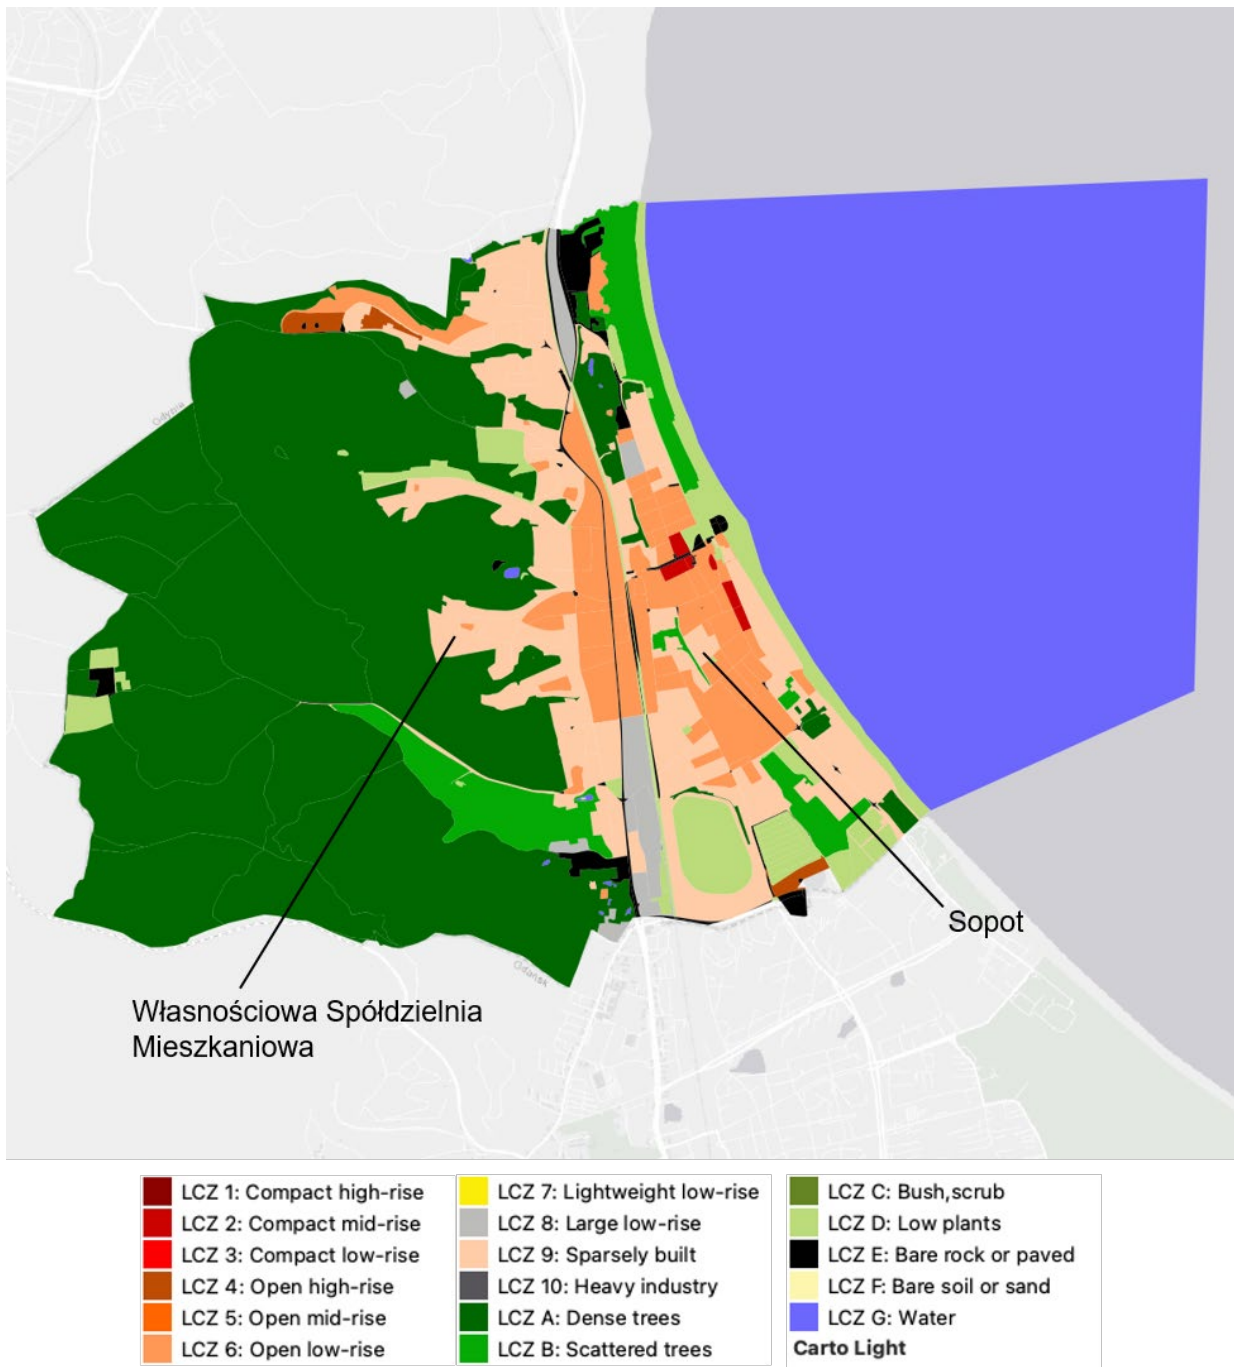 Gdynia
Gdańsk
Sopot
Własnościowa Spółdzielnia
Mieszkaniowa
LCZ 1: Compact high-rise
LCZ 2: Compact mid-rise
LCZ 3: Compact low-rise
LCZ 4: Open high-rise
LCZ 5: Open mid-rise
LCZ 6: Open low-rise
LCZ 7: Lightweight low-rise
LCZ 8: Large low-rise
LCZ 9: Sparsely built
LCZ 10: Heavy industry
LCZ A: Dense trees
LCZ B: Scattered trees
LCZ C: Bush,scrub
LCZ D: Low plants
LCZ E: Bare rock or paved
LCZ F: Bare soil or sand
LCZ G: Water
Carto Light